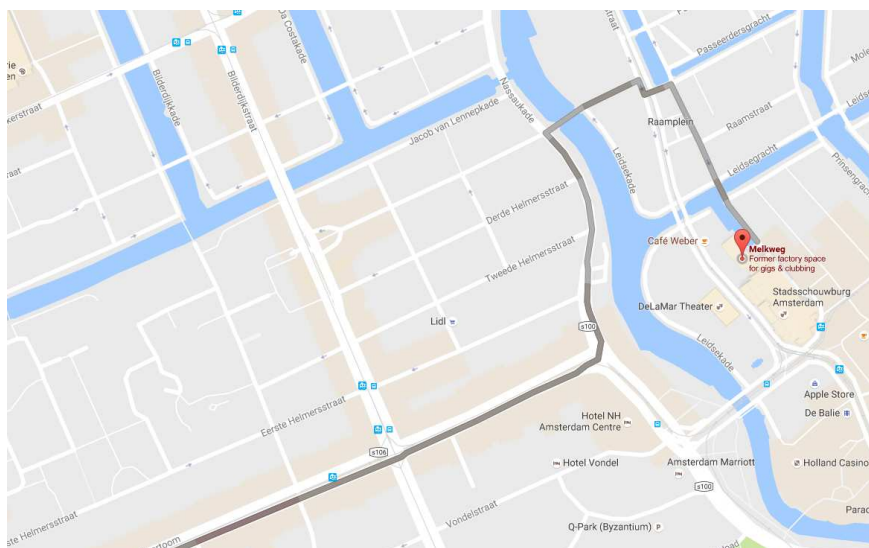 Da Costakade
Bilderdijkkade
Bilderdijkstraat
Nassaukade
Jacob van Lennepkade
Passeerdersgracht
Raamstraat
Raamplein
Leidsegracht
Prinsengracht
Leidsekade
Derde Helmersstraat
Tweede Helmersstraat
Café Weber
Melkweg
Former factory space
for gigs & clubbing
Stadsschouwburg
Amsterdam
DeLaMar Theater
Lidl
s100
Leidsekade
Eerste Helmersstraat
Apple Store
De Balie
Hotel NH
Amsterdam Centre
s106
Hotel Vondel
Amsterdam Marriott
Holland Casino
s100
Vondelstraat
Q-Park (Byzantium)
Eerste Helmersstraat